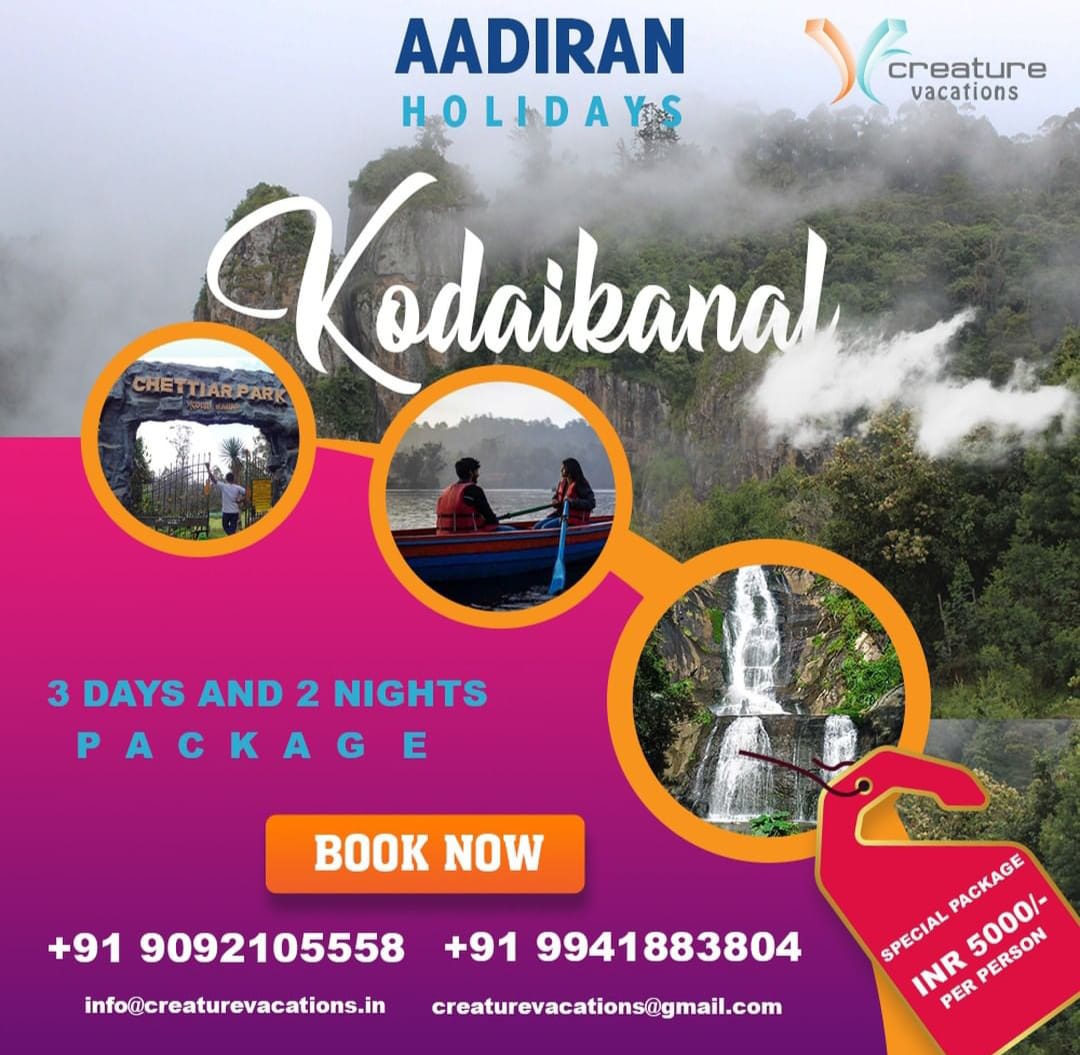 AADIRAN
HOLIDAYS
creature
vacations
Kodaikanal
CHETTIAR PARK
3 DAYS AND 2 NIGHTS
PACKAGE
BOOK NOW
+91 9092105558 +91 9941883804
info@creaturevacations.in creaturevacations@gmail.com
SPECIAL PACKAGE
INR 5000/-
PER PERSON